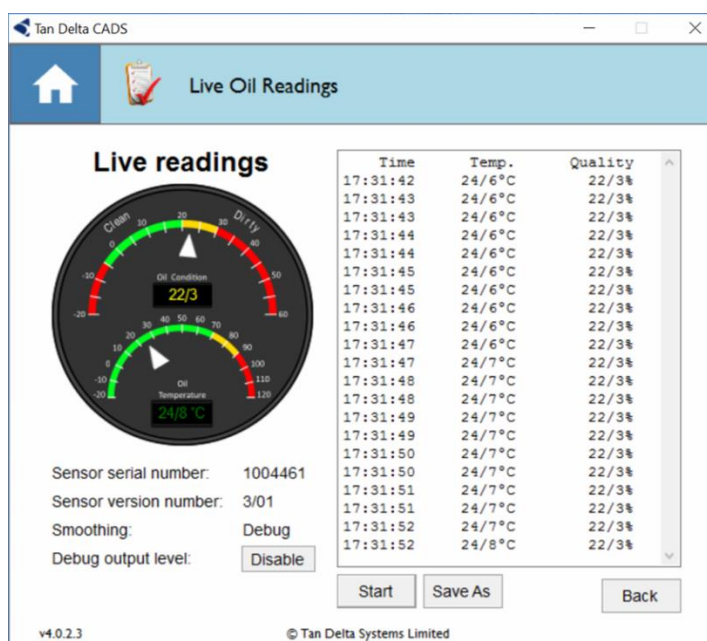 Tan Delta CADS
Live Oil Readings
Live readings
Clean
Dirty
-20 -10 0 10 20 30 40 50 60
Oil Condition
22/3
-20 -10 0 10 20 30 40 50 60 70 80 90 100 110 120
Oil
Temperature
24/8 °C
Sensor serial number: 1004461
Sensor version number: 3/01
Smoothing: Debug
Debug output level: Disable
Time Temp. Quality
17:31:42 24/6°C 22/3%
17:31:43 24/6°C 22/3%
17:31:43 24/6°C 22/3%
17:31:44 24/6°C 22/3%
17:31:44 24/6°C 22/3%
17:31:45 24/6°C 22/3%
17:31:45 24/6°C 22/3%
17:31:46 24/6°C 22/3%
17:31:46 24/6°C 22/3%
17:31:47 24/6°C 22/3%
17:31:47 24/7°C 22/3%
17:31:48 24/7°C 22/3%
17:31:48 24/7°C 22/3%
17:31:49 24/7°C 22/3%
17:31:49 24/7°C 22/3%
17:31:50 24/7°C 22/3%
17:31:50 24/7°C 22/3%
17:31:51 24/7°C 22/3%
17:31:51 24/7°C 22/3%
17:31:52 24/7°C 22/3%
17:31:52 24/8°C 22/3%
Start Save As Back
v4.0.2.3 © Tan Delta Systems Limited